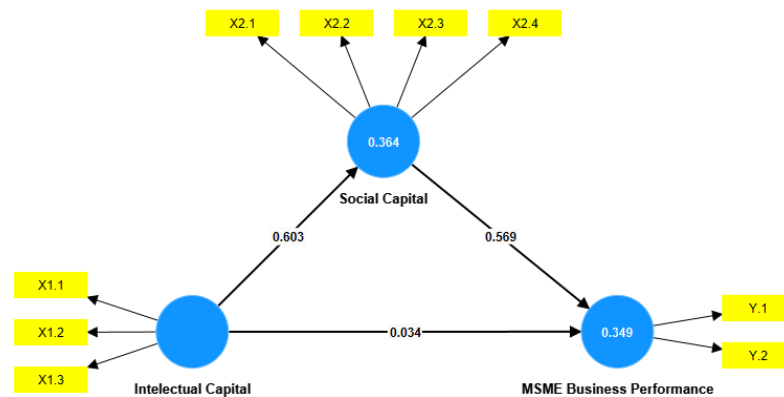 X2.1 X2.2 X2.3 X2.4
0.364
Social Capital
0.603 0.569
X1.1
X1.2
X1.3
0.034
0.349
Y.1
Y.2
Intelectual Capital
MSME Business Performance